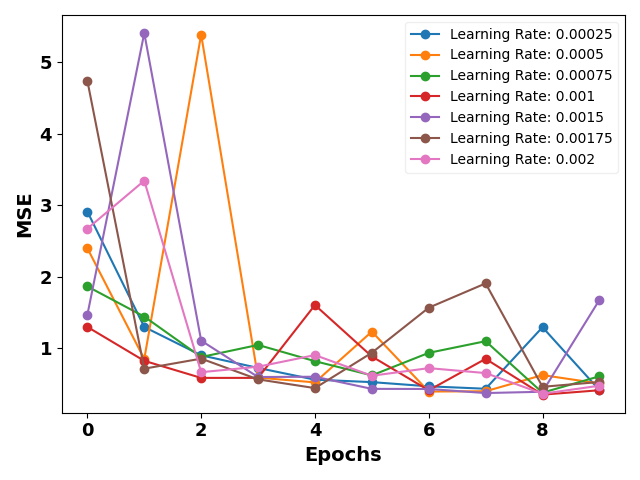 Learning Rate: 0.00025
Learning Rate: 0.0005
Learning Rate: 0.00075
Learning Rate: 0.001
Learning Rate: 0.0015
Learning Rate: 0.00175
Learning Rate: 0.002
5
4
3
2
1
MSE
0 2 4 6 8
Epochs